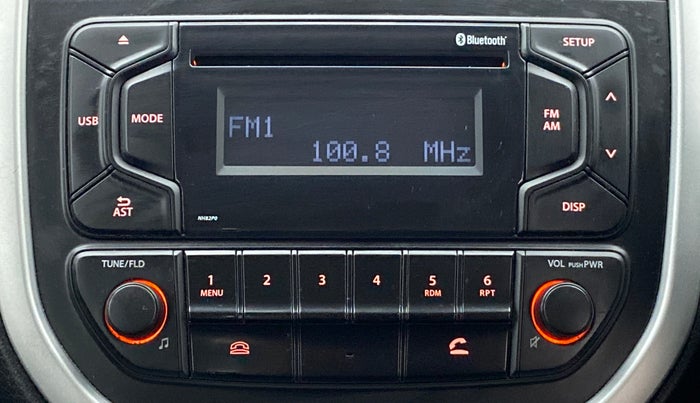 Bluetooth
SETUP
USB
MODE
FM1
100.8 MHz
FM
AM
AST
DISP
NH82P0
TUNE/FLD
VOL PUSH PWR
1
MENU
2
3
4
5
RDM
6
RPT